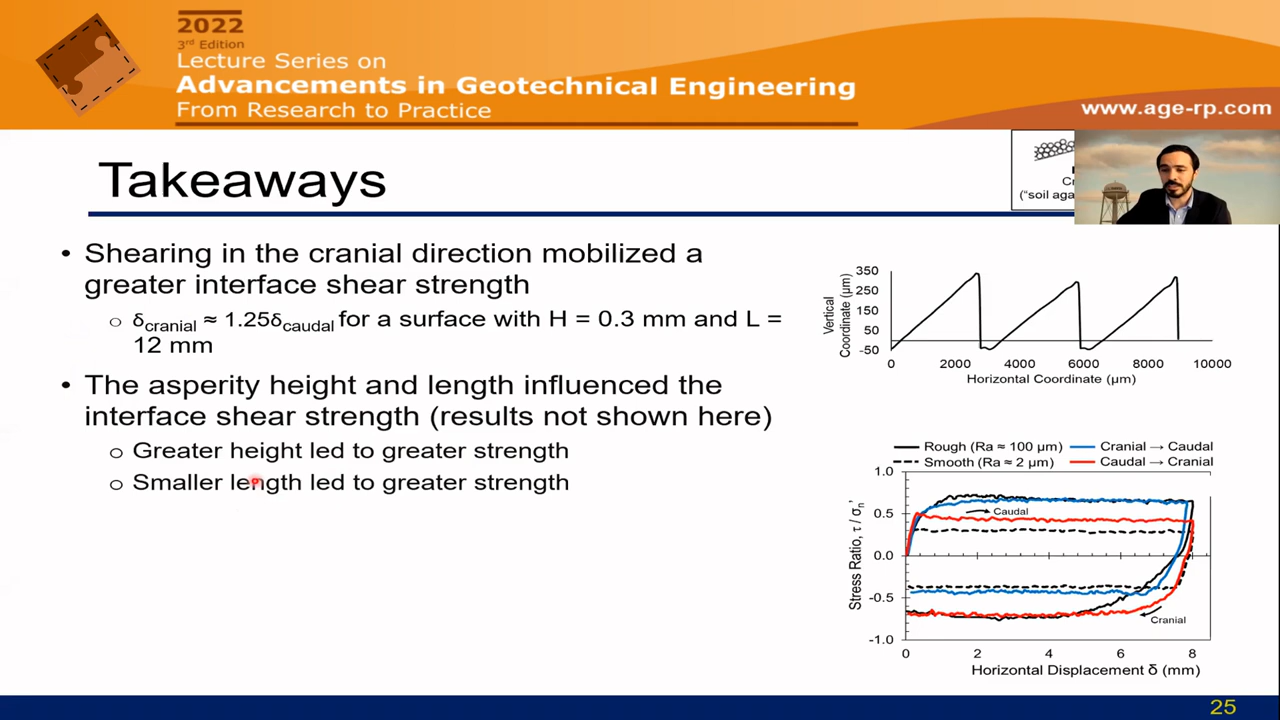 2022
3rd Edition
Lecture Series on
Advancements in Geotechnical Engineering
From Research to Practice
www.age-rp.com
Takeaways
("soil aga
• Shearing in the cranial direction mobilized a
greater interface shear strength
○ δcranial ≈ 1.25δcaudal for a surface with H = 0.3 mm and L =
12 mm
• The asperity height and length influenced the
interface shear strength (results not shown here)
○ Greater height led to greater strength
○ Smaller length led to greater strength
Vertical
Coordinate (µm)
350
250
150
50
-50
0 2000 4000 6000 8000 10000
Horizontal Coordinate (µm)
Rough (Ra ≈ 100 µm) Cranial → Caudal
Smooth (Ra ≈ 2 µm) Caudal → Cranial
Stress Ratio, τ / σn'
1.0
0.5
0.0
-0.5
-1.0
Caudal
Cranial
0 2 4 6 8
Horizontal Displacement δ (mm)
25